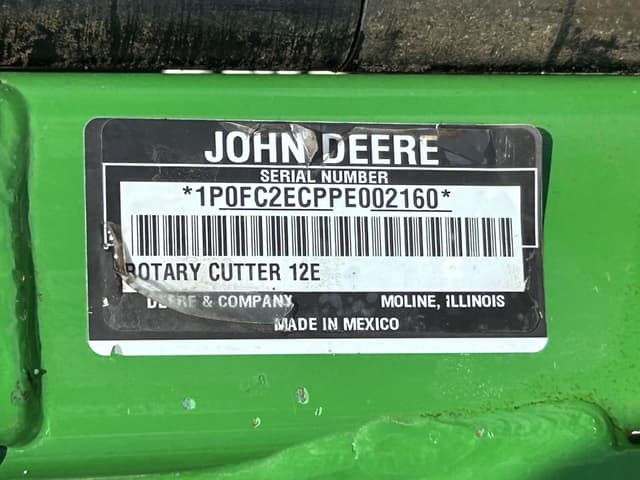 JOHN DEERE
SERIAL NUMBER
*1P0FC2ECPPE002160*
ROTARY CUTTER 12E
DEERE & COMPANY MOLINE, ILLINOIS
MADE IN MEXICO